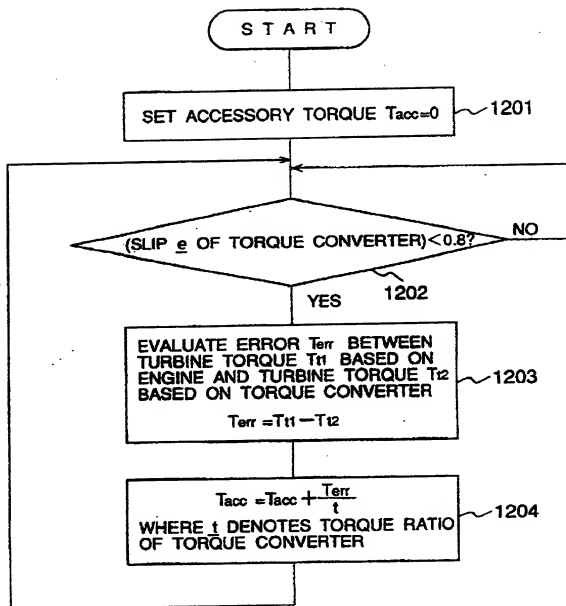 START
SET ACCESSORY TORQUE Tacc=0
1201
(SLIP e OF TORQUE CONVERTER)<0.8?
NO
1202
YES
EVALUATE ERROR Terr BETWEEN
TURBINE TORQUE Tt1 BASED ON
ENGINE AND TURBINE TORQUE Tt2
BASED ON TORQUE CONVERTER
Terr=Tt1-Tt2
1203
Tacc=Tacc+Terr/t
WHERE t DENOTES TORQUE RATIO
OF TORQUE CONVERTER
1204